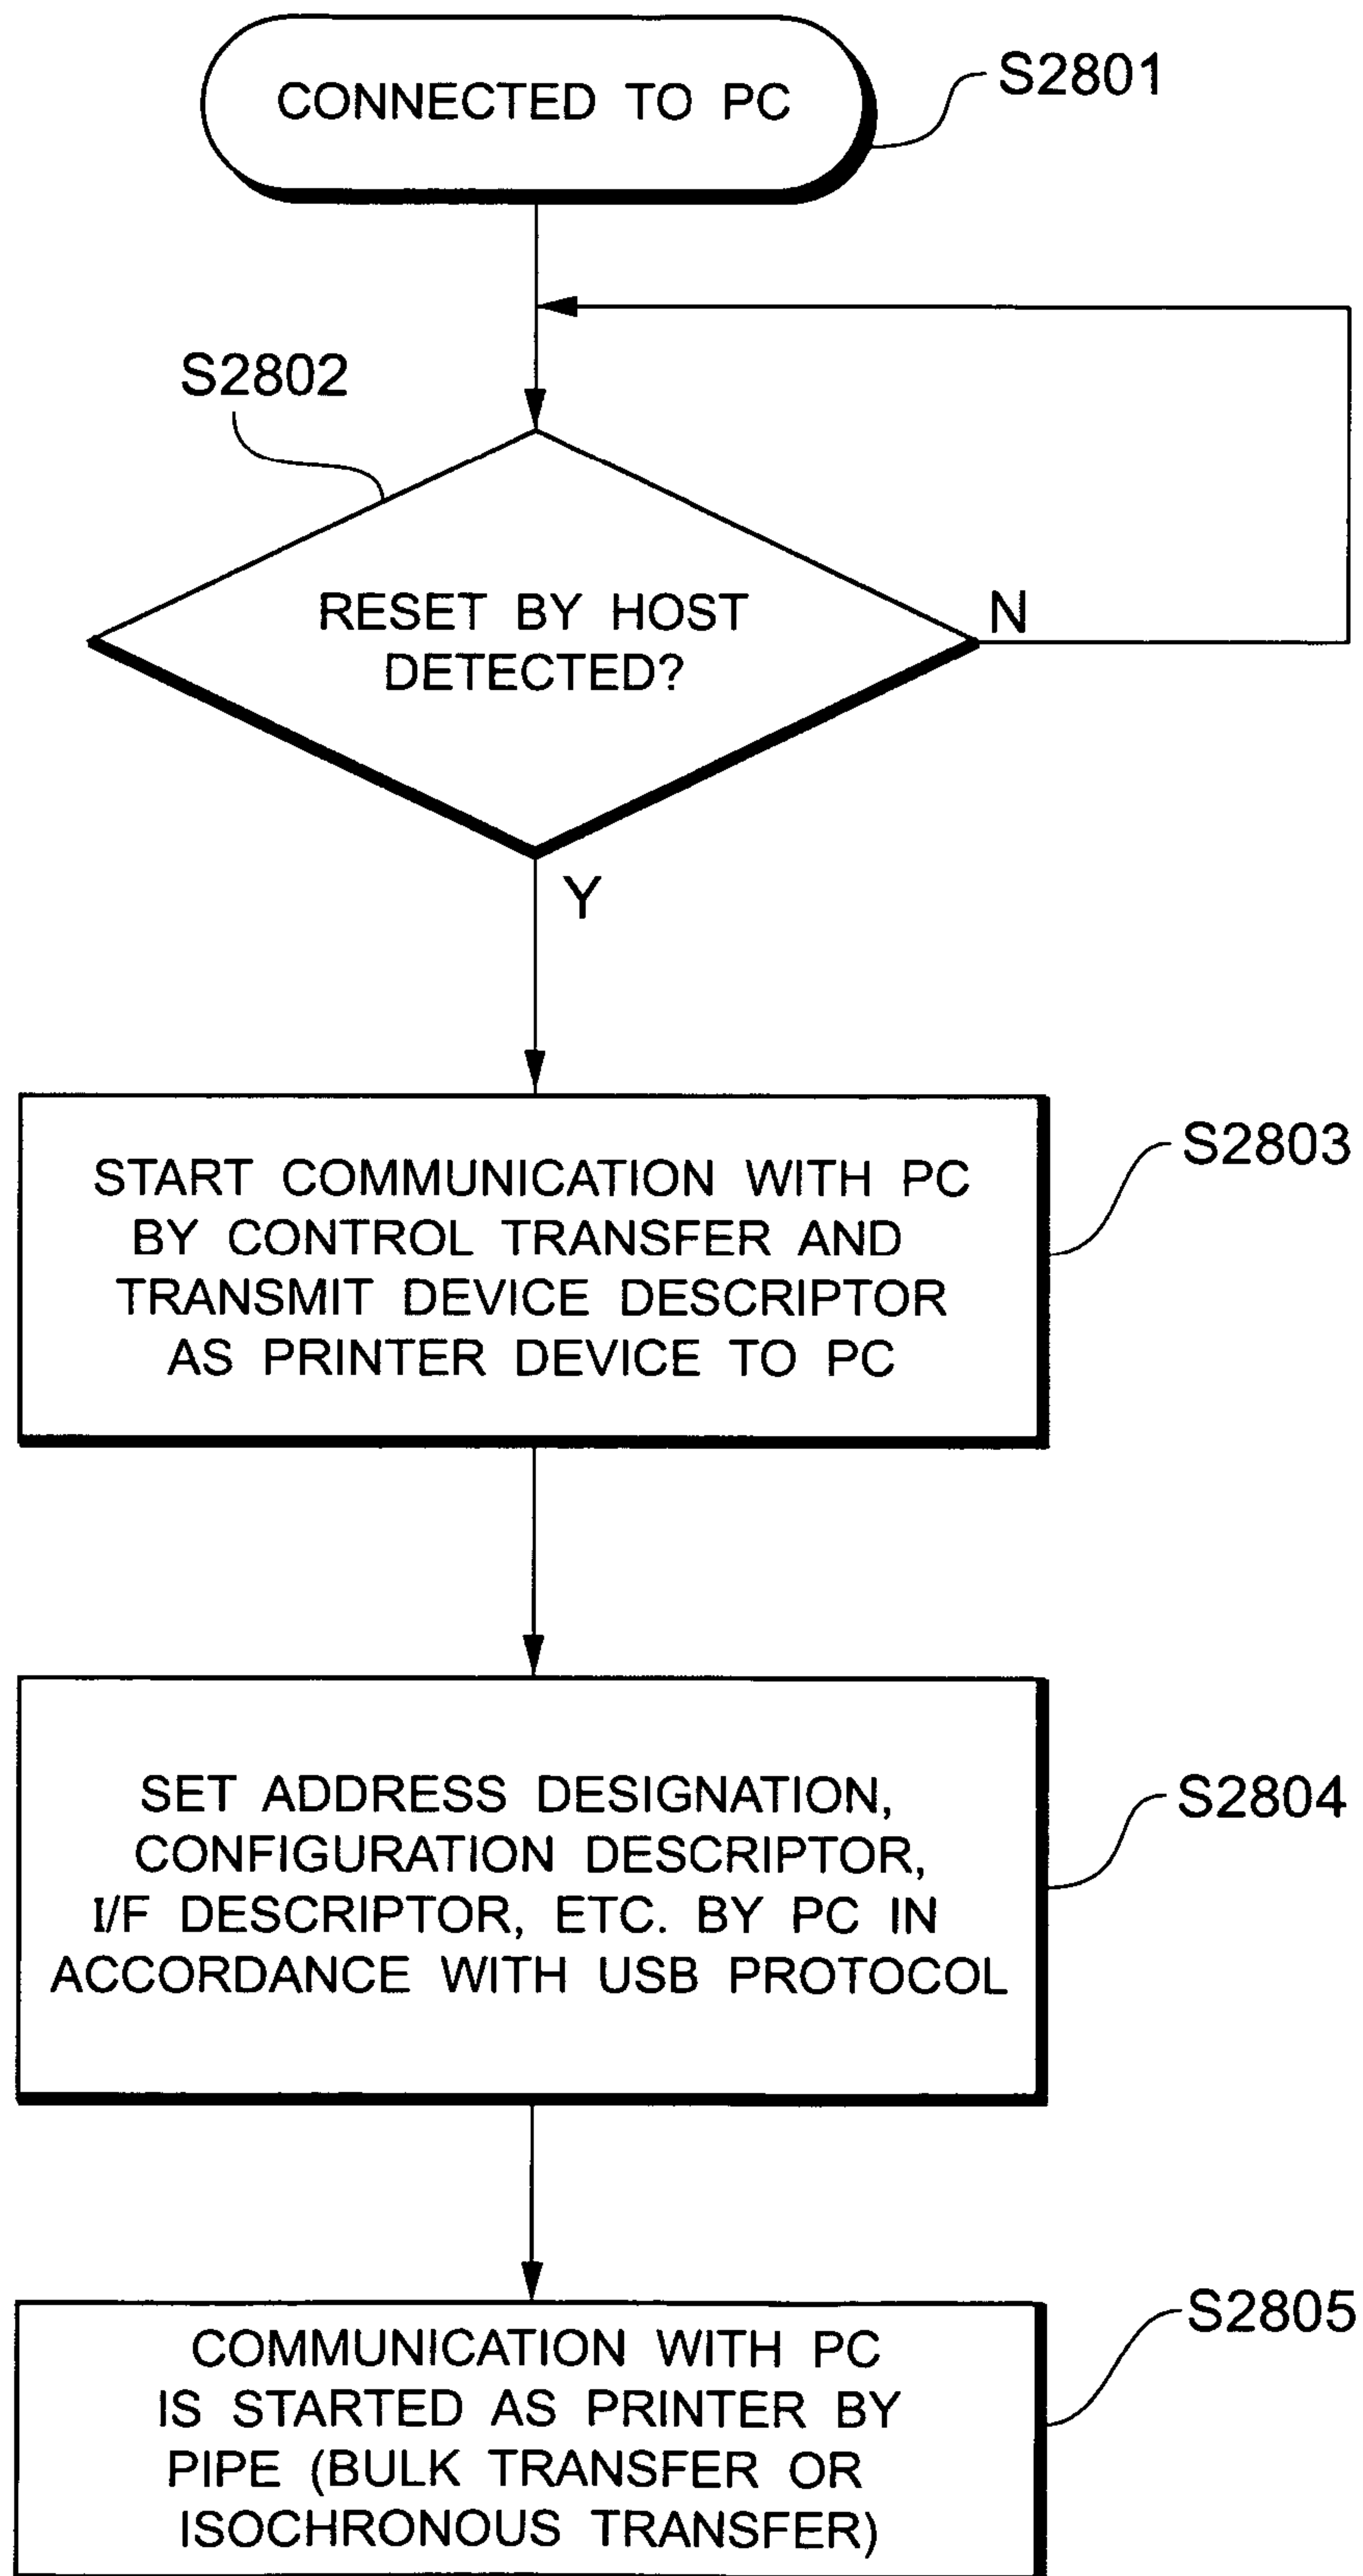 CONNECTED TO PC
S2801
S2802
RESET BY HOST
DETECTED?
N
Y
START COMMUNICATION WITH PC
BY CONTROL TRANSFER AND
TRANSMIT DEVICE DESCRIPTOR
AS PRINTER DEVICE TO PC
S2803
SET ADDRESS DESIGNATION,
CONFIGURATION DESCRIPTOR,
I/F DESCRIPTOR, ETC. BY PC IN
ACCORDANCE WITH USB PROTOCOL
S2804
COMMUNICATION WITH PC
IS STARTED AS PRINTER BY
PIPE (BULK TRANSFER OR
ISOCHRONOUS TRANSFER)
S2805